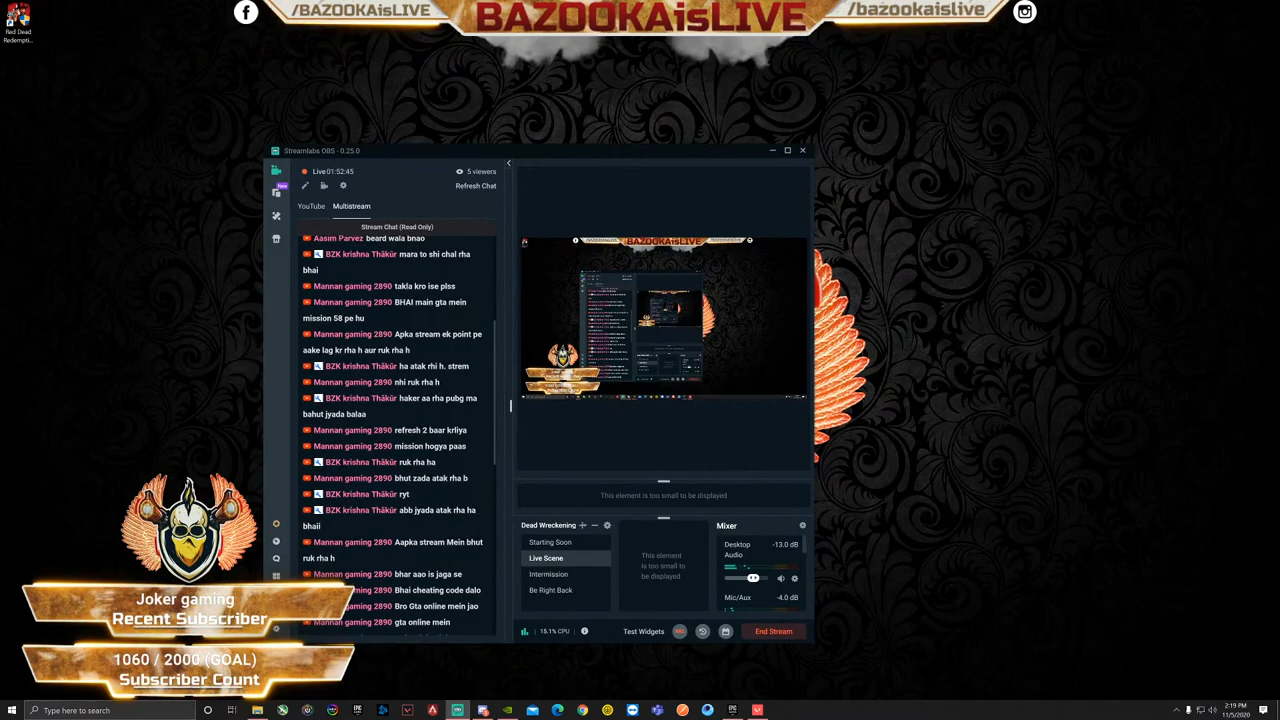 /BAZOOKAisLIVE
BAZOOKAisLIVE
/bazookaislive
Red Dead
Redempti...
Streamlabs OBS - 0.25.0
Live 01:52:45
5 viewers
Refresh Chat
New
YouTube
Multistream
Stream Chat (Read Only)
Aasim Parvez beard wala bnao
BZK krishna Thākür mara to shi chal rha
bhai
Mannan gaming 2890 takla kro ise plss
Mannan gaming 2890 BHAI main gta mein
mission 58 pe hu
Mannan gaming 2890 Apka stream ek point pe
aake lag kr rha h aur ruk rha h
BZK krishna Thākür ha atak rhi h. strem
Mannan gaming 2890 nhi ruk rha h
BZK krishna Thākür haker aa rha pubg ma
bahut jyada balaa
Mannan gaming 2890 refresh 2 baar krliya
Mannan gaming 2890 mission hogya paas
BZK krishna Thākür ruk rha ha
Mannan gaming 2890 bhut zada atak rha b
BZK krishna Thākür ryt
BZK krishna Thākür abb jyada atak rha ha
bhaii
Mannan gaming 2890 Aapka stream Mein bhut
ruk rha h
Mannan gaming 2890 bhar aao is jaga se
Mannan gaming 2890 Bhai cheating code dalo
Mannan gaming 2890 Bro Gta online mein jao
Mannan gaming 2890 gta online mein
BAZOOKAisLIVE
This element is too small to be displayed
Dead Wreckening
Starting Soon
Live Scene
Intermission
Be Right Back
This element
is too small
to be
displayed
Mixer
Desktop
Audio
-13.0 dB
Mic/Aux
-4.0 dB
15.1% CPU
Test Widgets
REC
End Stream
Joker gaming
Recent Subscriber
1060 / 2000 (GOAL)
Subscriber Count
Type here to search
2:19 PM
11/5/2020